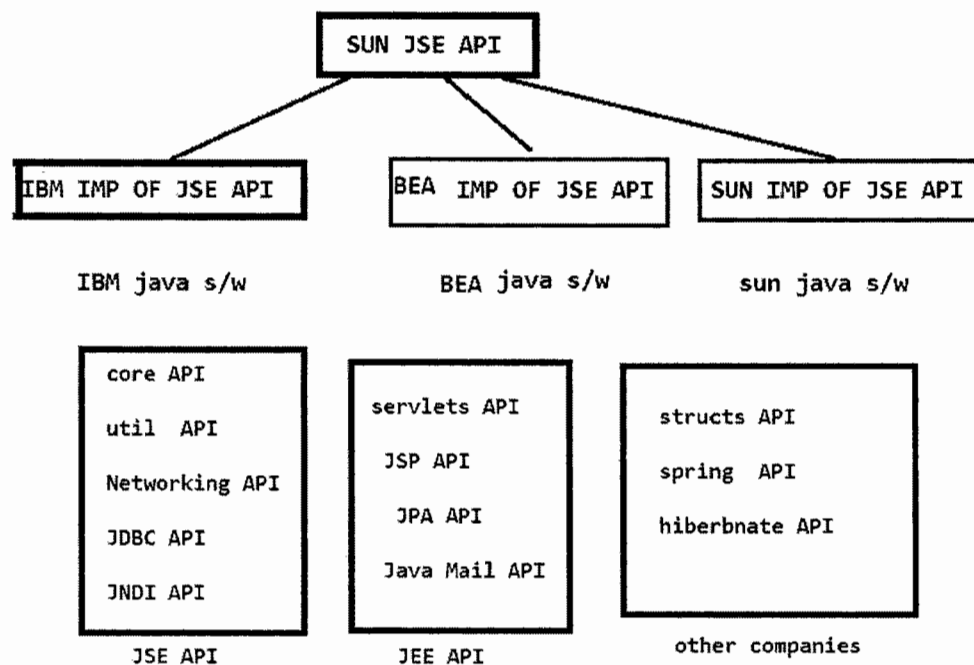 SUN JSE API
IBM IMP OF JSE API
BEA IMP OF JSE API
SUN IMP OF JSE API
IBM java s/w
BEA java s/w
sun java s/w
core API
util API
Networking API
JDBC API
JNDI API
JSE API
servlets API
JSP API
JPA API
Java Mail API
JEE API
structs API
spring API
hiberbnate API
other companies